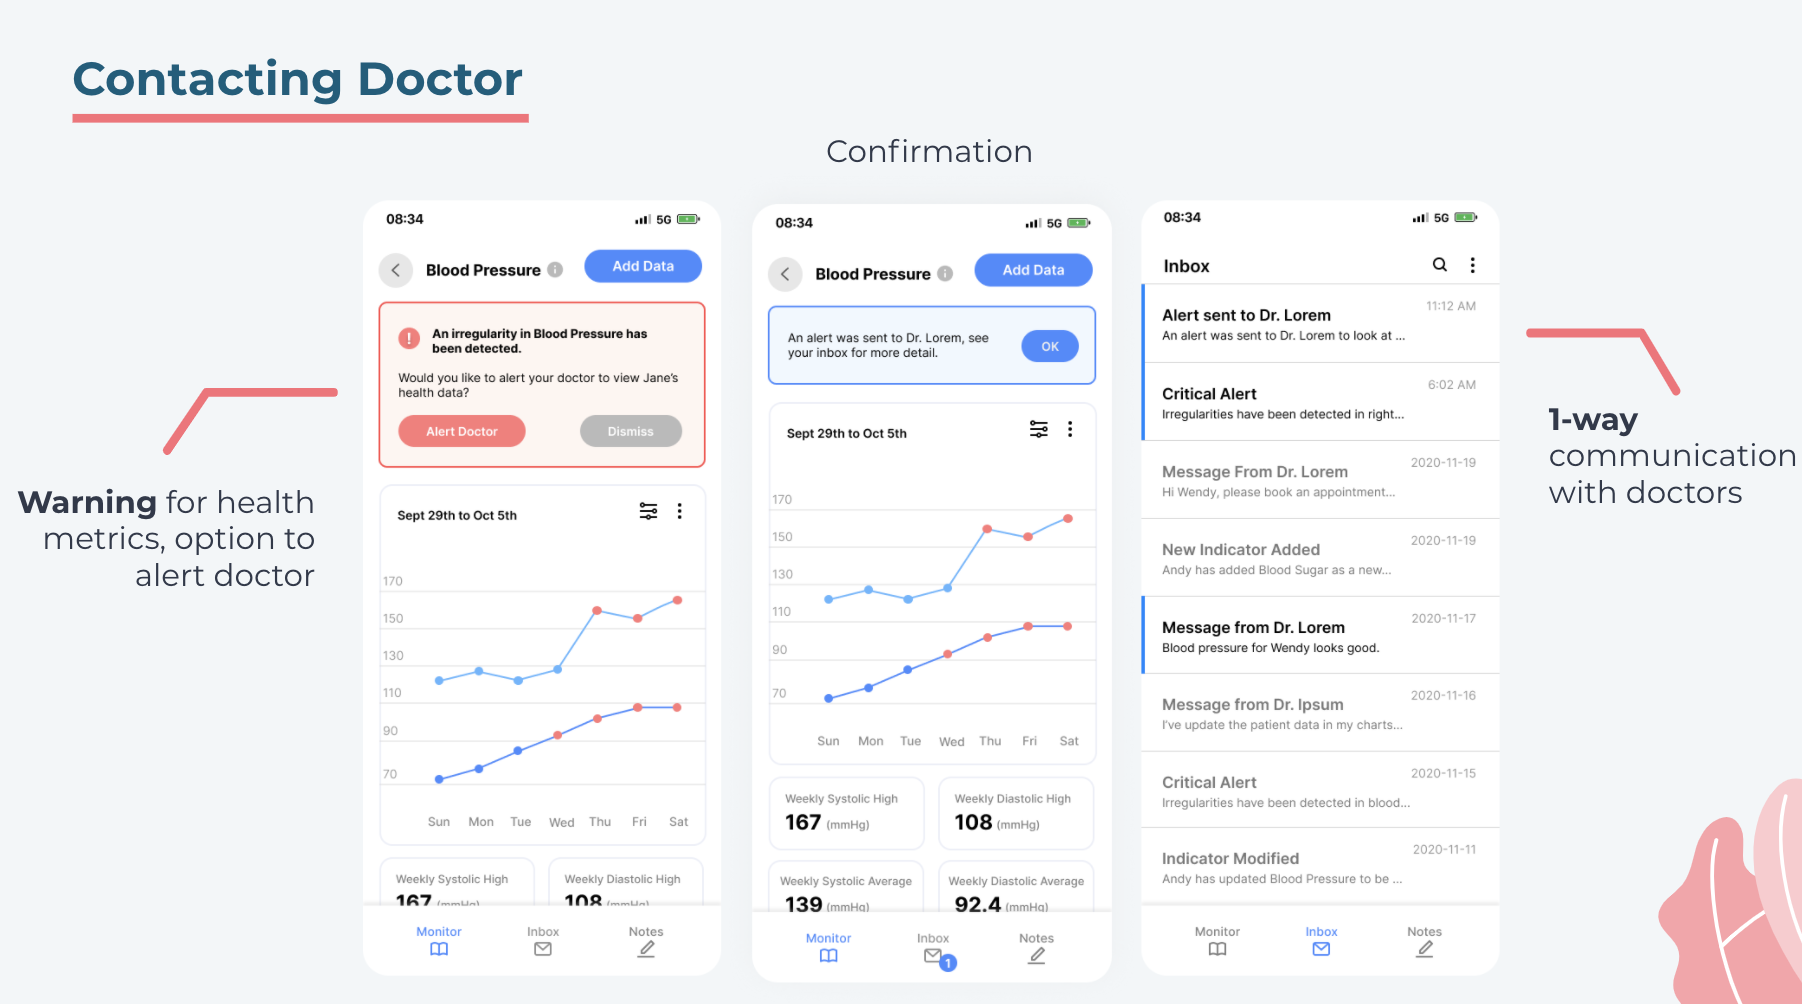 Contacting Doctor
Confirmation
Warning for health
metrics, option to
alert doctor
08:34
5G
Blood Pressure
Add Data
An irregularity in Blood Pressure has
been detected.
Would you like to alert your doctor to view Jane's
health data?
Alert Doctor
Dismiss
Sept 29th to Oct 5th
170
150
130
110
90
70
Sun Mon Tue Wed Thu Fri Sat
Weekly Systolic High
167 (mmHg)
Weekly Diastolic High
108 (mmHg)
Monitor
Inbox
Notes
08:34
5G
Blood Pressure
Add Data
An alert was sent to Dr. Lorem, see
your inbox for more detail.
OK
Sept 29th to Oct 5th
170
150
130
110
90
70
Sun Mon Tue Wed Thu Fri Sat
Weekly Systolic High
167 (mmHg)
Weekly Diastolic High
108 (mmHg)
Weekly Systolic Average
139 (mmHg)
Weekly Diastolic Average
92.4 (mmHg)
Monitor
Inbox
1
Notes
08:34
5G
Inbox
Alert sent to Dr. Lorem
11:12 AM
An alert was sent to Dr. Lorem to look at ...
Critical Alert
6:02 AM
Irregularities have been detected in right...
Message From Dr. Lorem
2020-11-19
Hi Wendy, please book an appointment...
New Indicator Added
2020-11-19
Andy has added Blood Sugar as a new...
Message from Dr. Lorem
2020-11-17
Blood pressure for Wendy looks good.
Message from Dr. Ipsum
2020-11-16
I've update the patient data in my charts...
Critical Alert
2020-11-15
Irregularities have been detected in blood...
Indicator Modified
2020-11-11
Andy has updated Blood Pressure to be ...
Monitor
Inbox
Notes
1-way
communication
with doctors